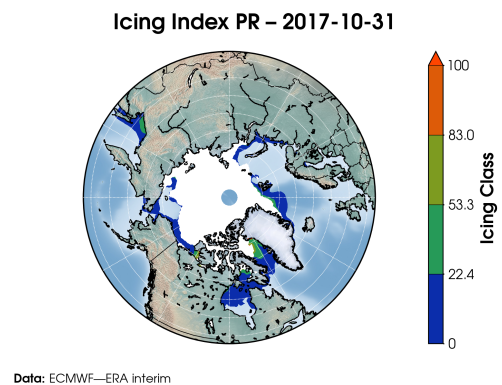 Icing Index PR – 2017-10-31
100
83.0
53.3
22.4
0
Icing Class
Data: ECMWF—ERA interim